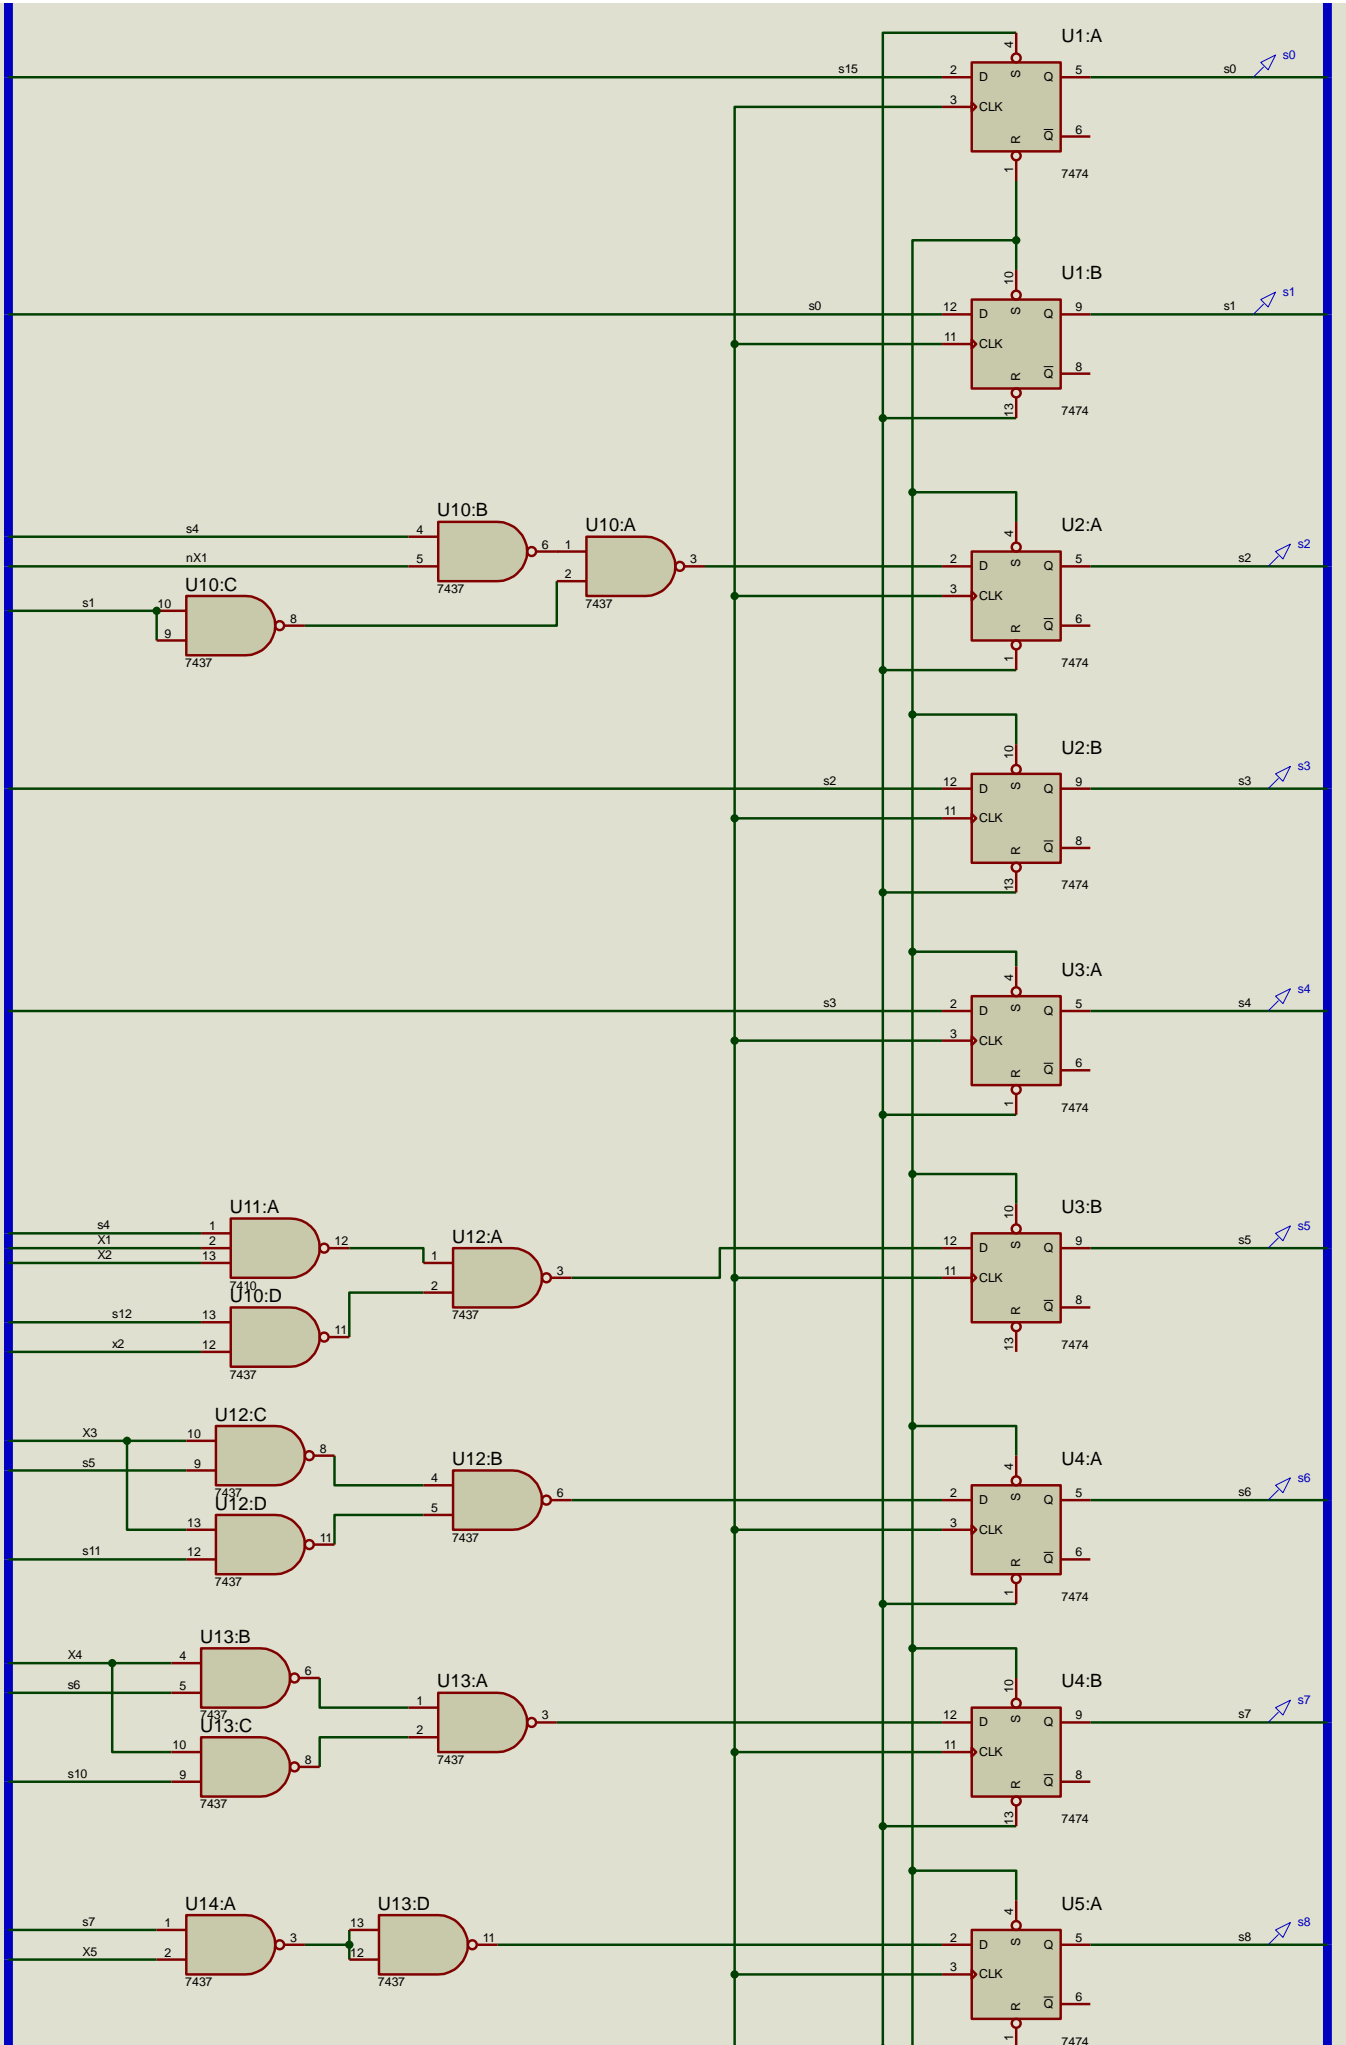 U1:A
4
s15 2 D S Q 5 s0 s0
3 CLK
R Q 6
1 7474
U1:B
10
s0 12 D S Q 9 s1 s1
11 CLK
R Q 8
13 7474
U10:B U10:A U2:A
4
s4 4 6 1
nX1 5 3 2 D S Q 5 s2 s2
U10:C 7437 2 7437 3 CLK
s1 10 8
9 R Q 6
7437 1 7474
U2:B
10
s2 12 D S Q 9 s3 s3
11 CLK
R Q 8
13 7474
U3:A
4
s3 2 D S Q 5 s4 s4
3 CLK
R Q 6
1 7474
U11:A U12:A U3:B
10
s4 1
X1 2 12 1 12 D S Q 9 s5 s5
X2 13 3 11 CLK
7410 2
U10:D 7437
s12 13 11 R Q 8
x2 12 13 7474
7437
U12:C U12:B U4:A
X3 10 8 4
s5 9 4
7437 6 2 D S Q 5 s6 s6
U12:D 5 3 CLK
13 11 7437
s11 12 R Q 6
7437 1 7474
U13:B U13:A U4:B
X4 4 6 10
s6 5 1
7437 3 12 D S Q 9 s7 s7
U13:C 2 11 CLK
10 8 7437
s10 9 R Q 8
7437 13 7474
U14:A U13:D U5:A
4
s7 1 3 13 11 2 D S Q 5 s8 s8
X5 2 12 3 CLK
7437 7437 R Q 6
1 7474